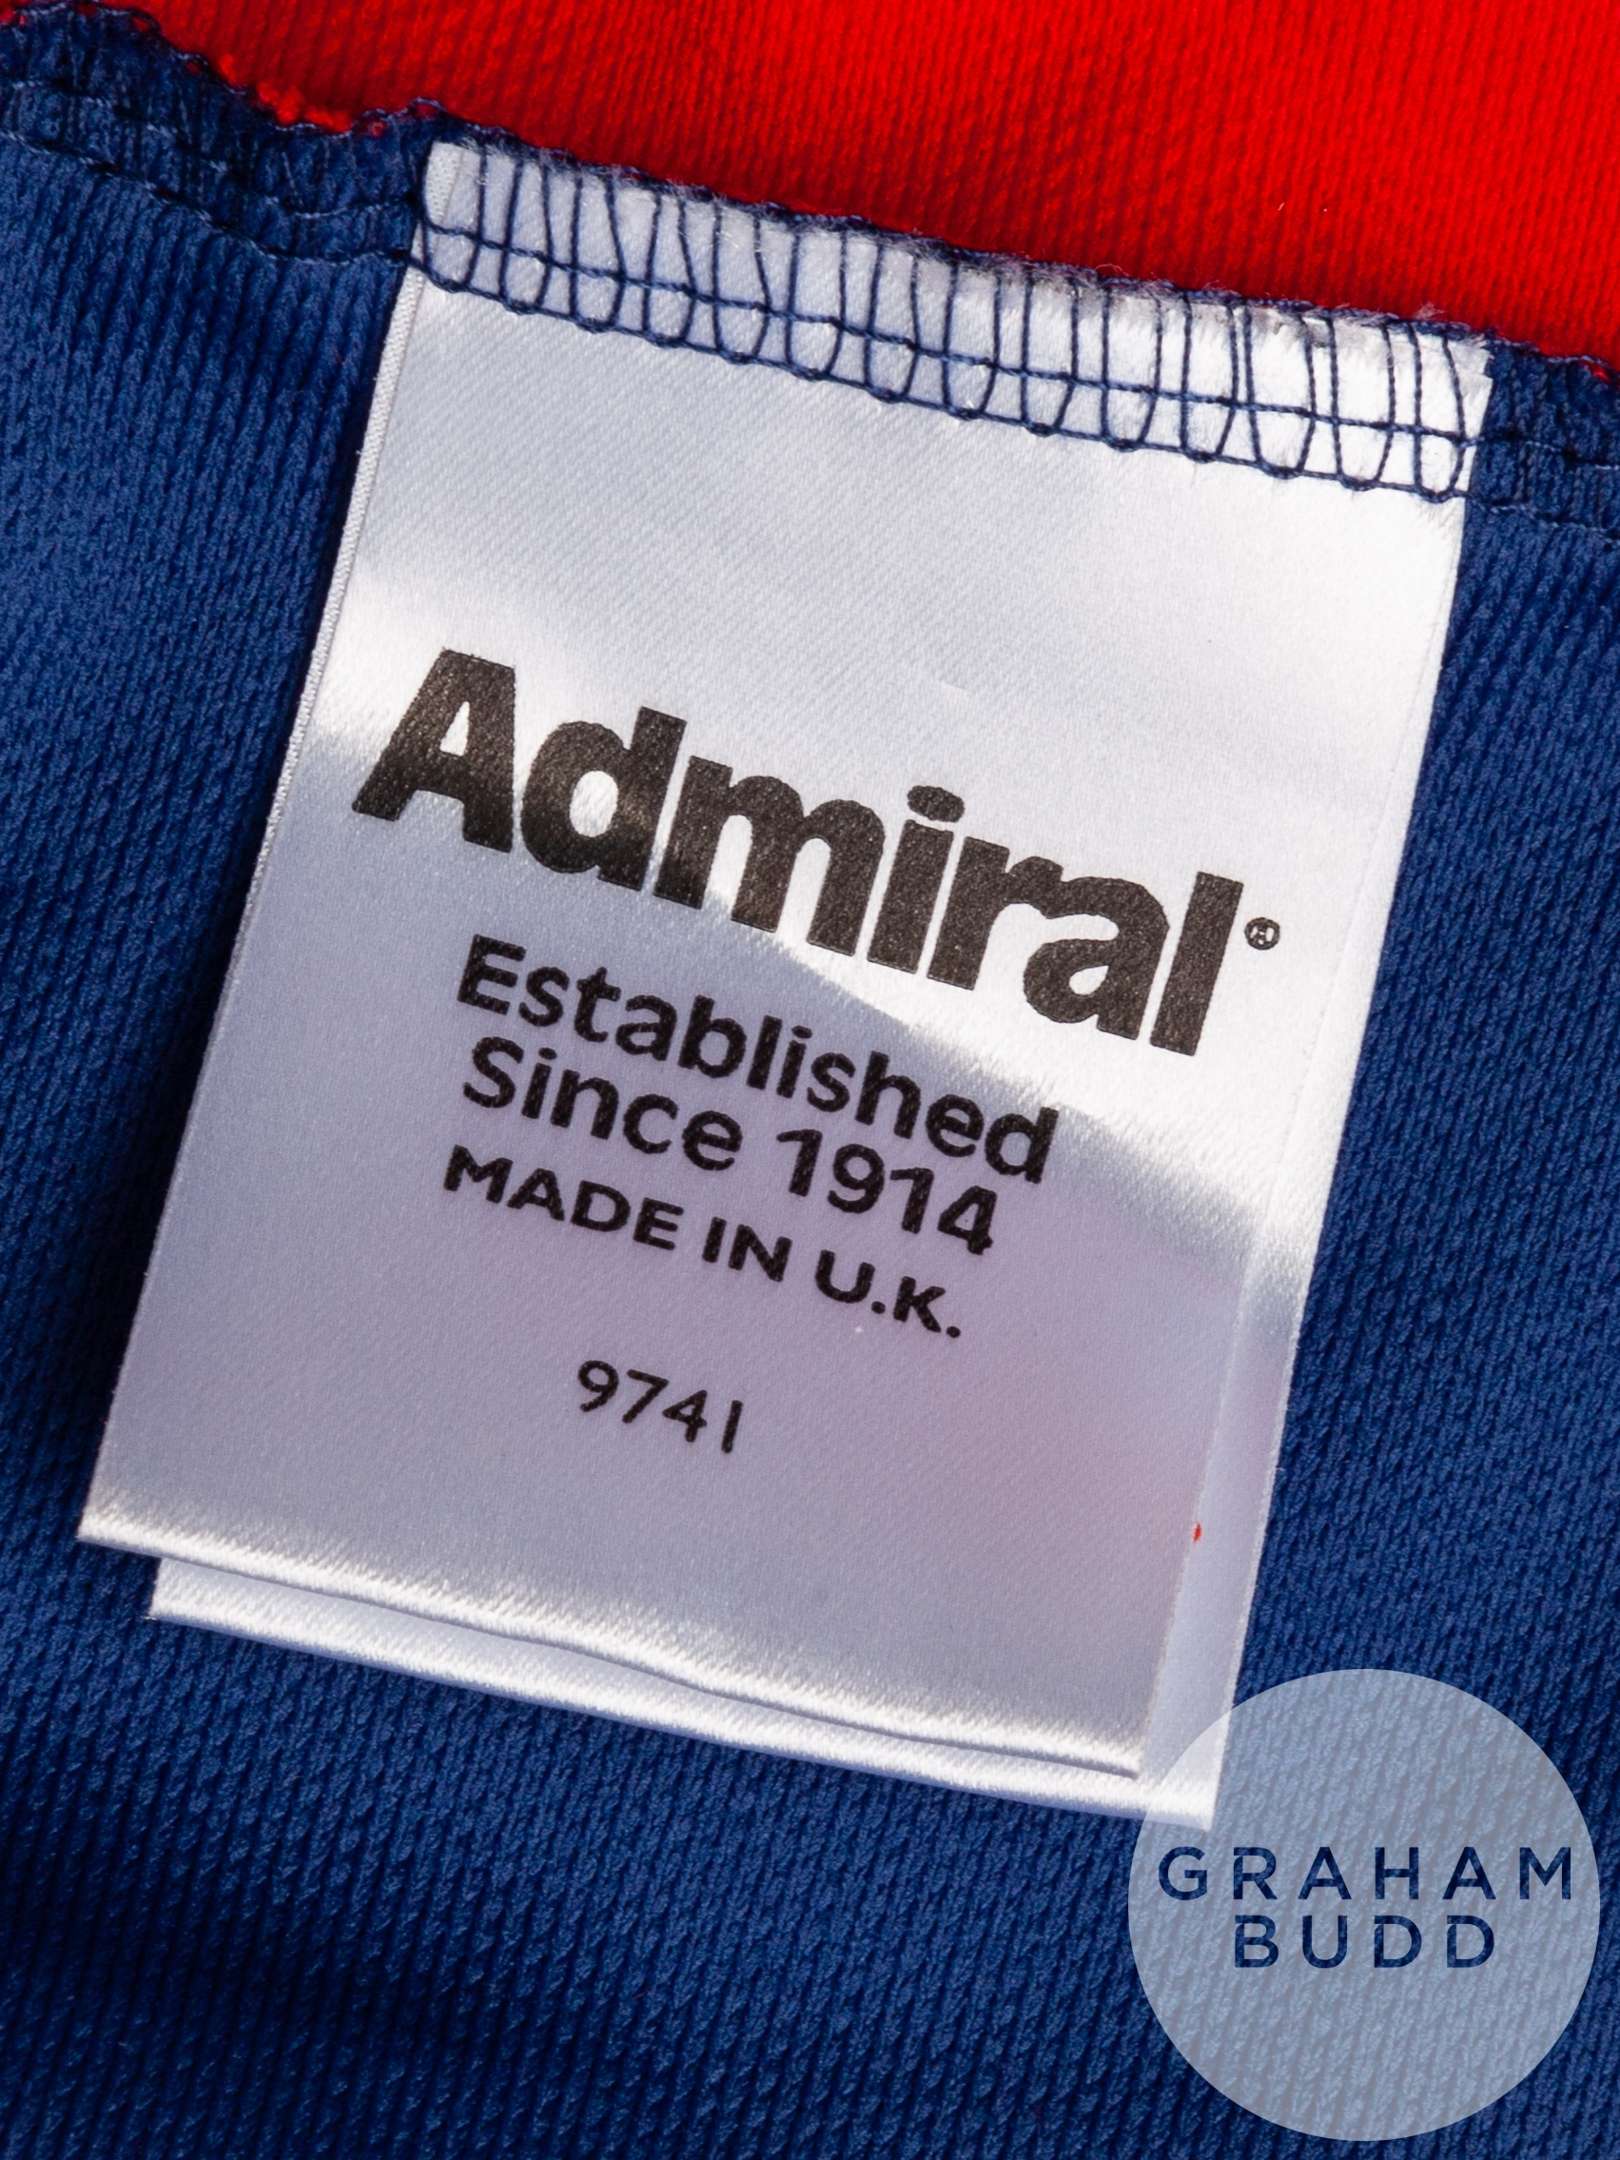 Admiral®
Established
Since 1914
MADE IN U.K.
9741
GRAHAM
BUDD